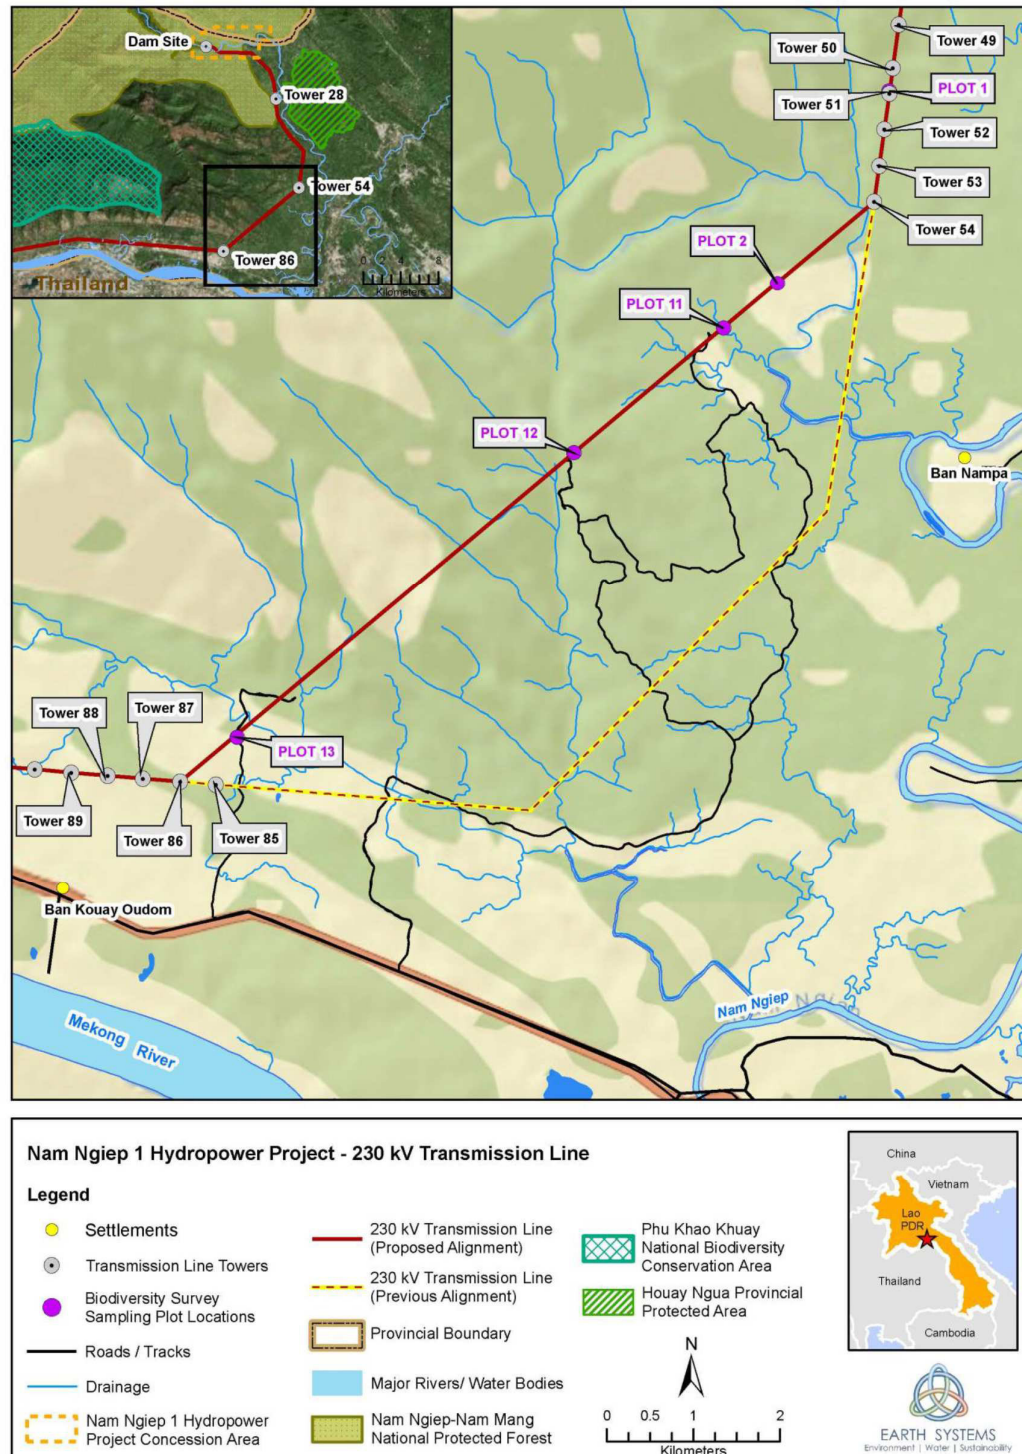 Dam Site
Tower 28
Tower 54
Tower 86
Thailand
0 2 4 8
Kilometers
Tower 49
Tower 50
PLOT 1
Tower 51
Tower 52
Tower 53
Tower 54
PLOT 2
PLOT 11
PLOT 12
Ban Nampa
Tower 88
Tower 87
PLOT 13
Tower 89
Tower 86
Tower 85
Ban Kouay Oudom
Mekong River
Nam Ngiep
Nam Ngiep 1 Hydropower Project - 230 kV Transmission Line
Legend
Settlements
Transmission Line Towers
Biodiversity Survey
Sampling Plot Locations
Roads / Tracks
Drainage
Nam Ngiep 1 Hydropower
Project Concession Area
230 kV Transmission Line
(Proposed Alignment)
230 kV Transmission Line
(Previous Alignment)
Provincial Boundary
Major Rivers/ Water Bodies
Nam Ngiep-Nam Mang
National Protected Forest
Phu Khao Khuay
National Biodiversity
Conservation Area
Houay Ngua Provincial
Protected Area
N
0 0.5 1 2
Kilometers
China
Vietnam
Lao
PDR
Thailand
Cambodia
EARTH SYSTEMS
Environment | Water | Sustainability